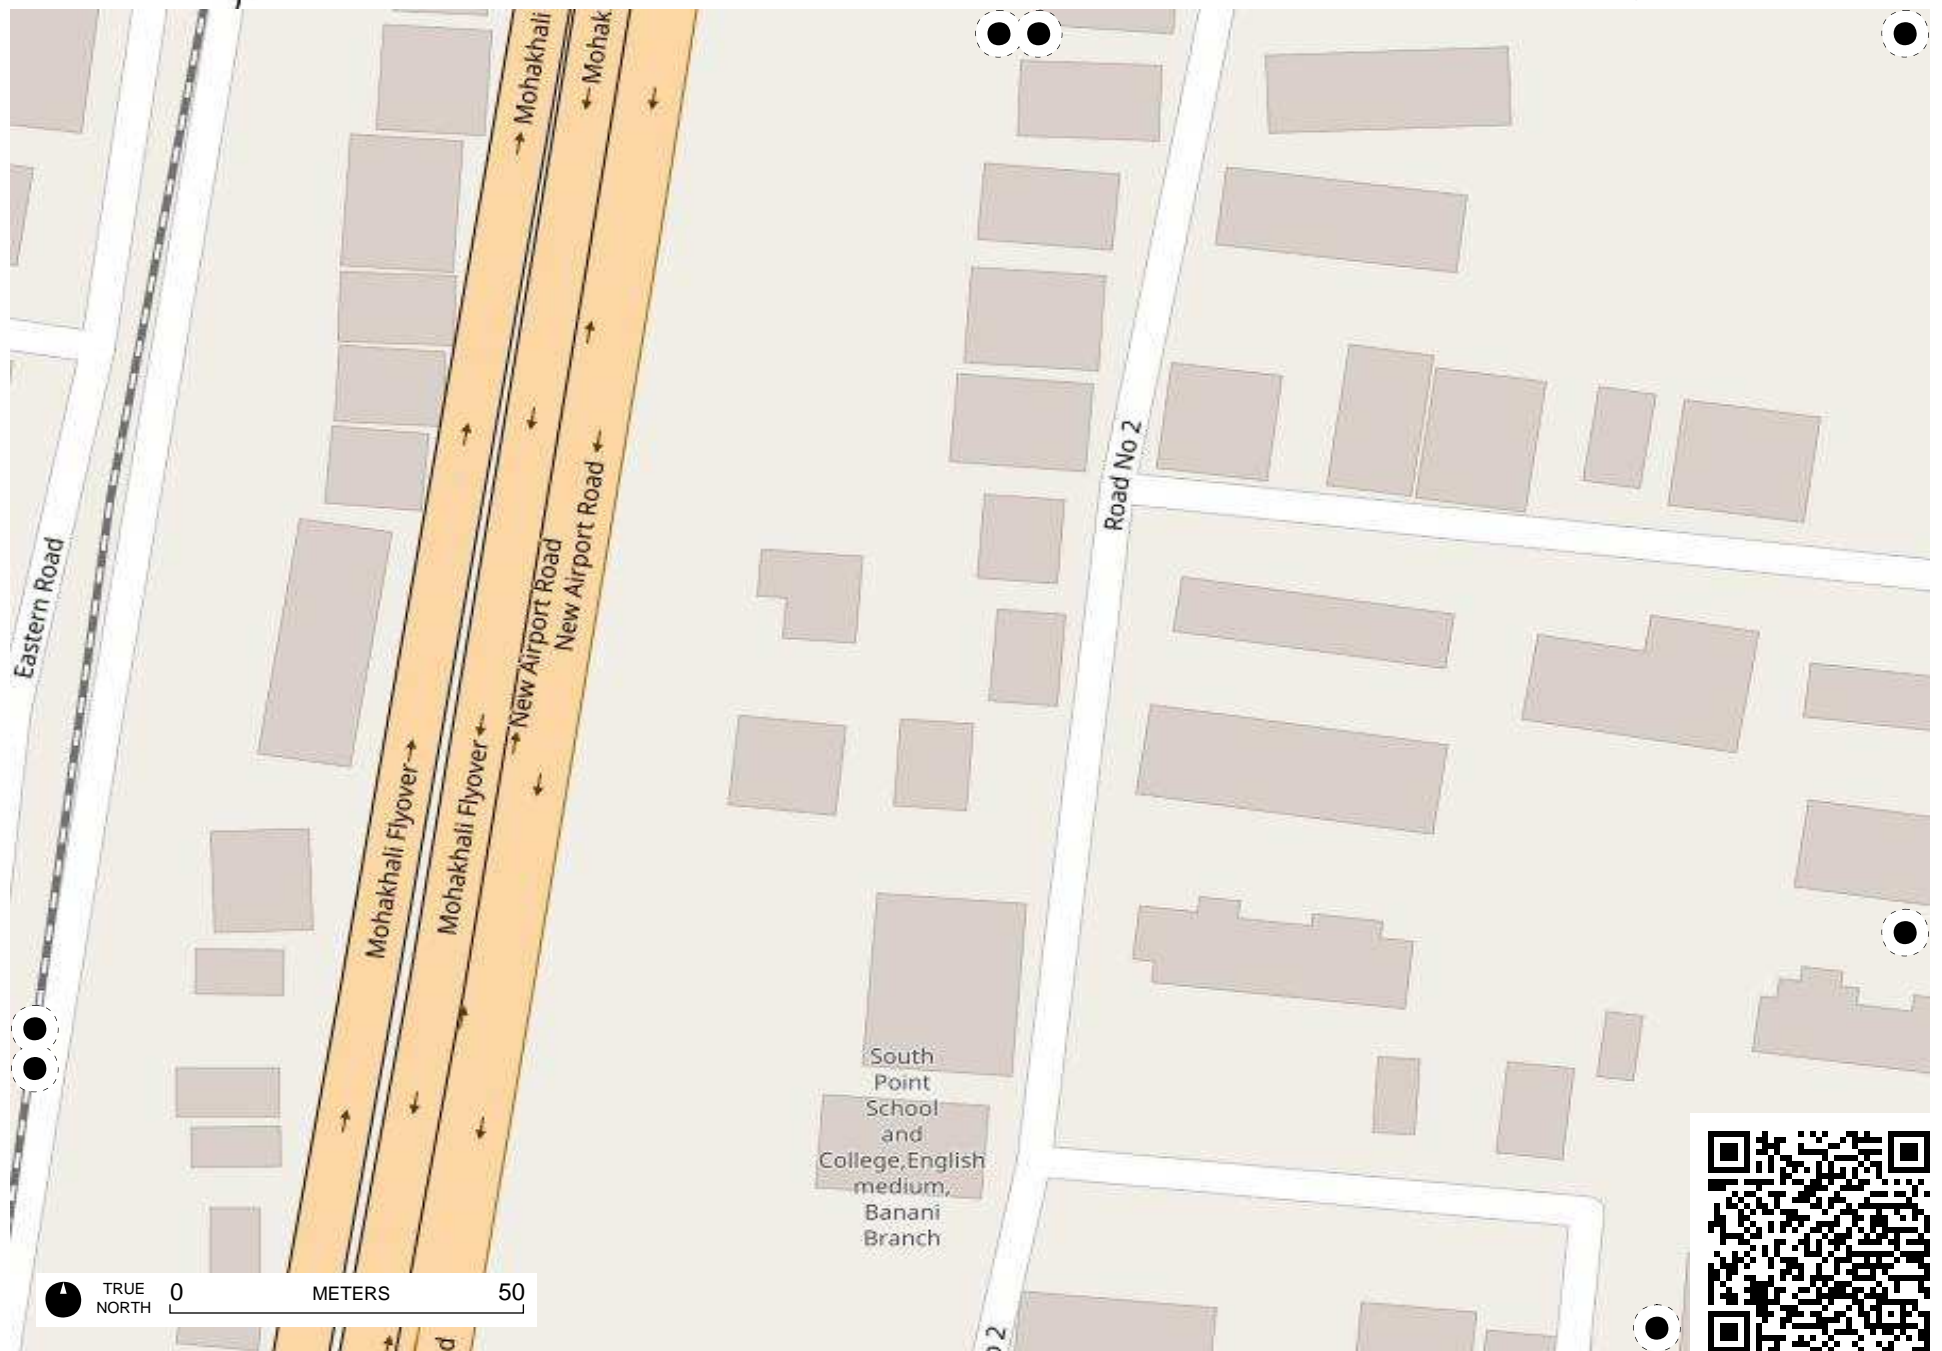 Mohakhali
Mohak
Road No 2
New Airport Road
New Airport Road
Eastern Road
Mohakhali Flyover
Mohakhali Flyover
South
Point
School
and
College,English
medium,
Banani
Branch
TRUE
NORTH
0
METERS
50
2